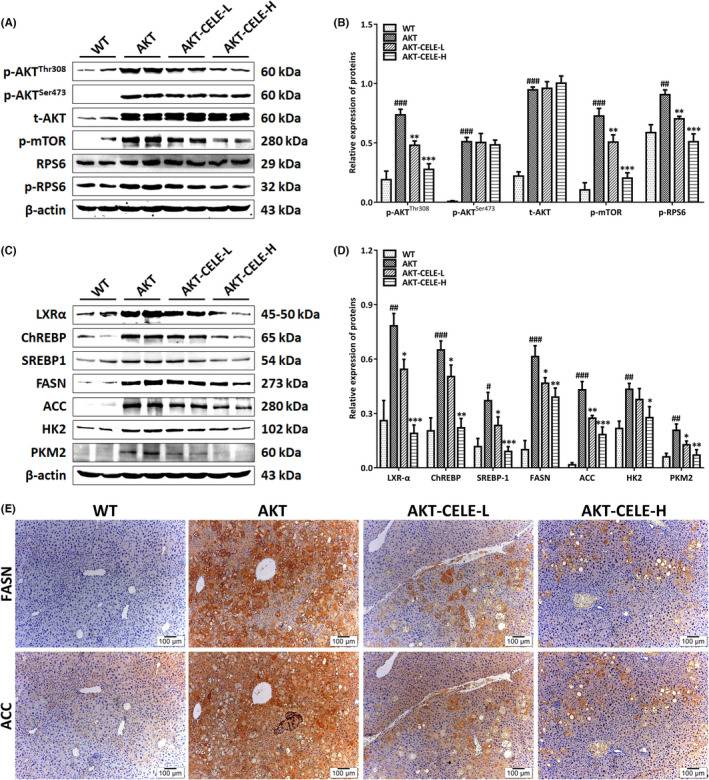 (A)
WT AKT AKT-CELE-L AKT-CELE-H
p-AKTThr308 60 kDa
p-AKTSer473 60 kDa
t-AKT 60 kDa
p-mTOR 280 kDa
RPS6 29 kDa
p-RPS6 32 kDa
β-actin 43 kDa
(B)
WT
AKT
AKT-CELE-L
AKT-CELE-H
Relative expression of proteins
1.5
1.0
0.5
0.0
### ** ***
###
###
### ** ***
## ** ***
p-AKTThr308 p-AKTSer473 t-AKT p-mTOR p-RPS6
(C)
WT AKT AKT-CELE-L AKT-CELE-H
LXRα 45-50 kDa
ChREBP 65 kDa
SREBP1 54 kDa
FASN 273 kDa
ACC 280 kDa
HK2 102 kDa
PKM2 60 kDa
β-actin 43 kDa
(D)
WT
AKT
AKT-CELE-L
AKT-CELE-H
Relative expression of proteins
1.2
0.9
0.6
0.3
0.0
## * ***
### * **
# * ***
### * **
### ** ***
## *
## * **
LXR-α ChREBP SREBP-1 FASN ACC HK2 PKM2
(E)
WT AKT AKT-CELE-L AKT-CELE-H
FASN
100 μm 100 μm 100 μm 100 μm
ACC
100 μm 100 μm 100 μm 100 μm